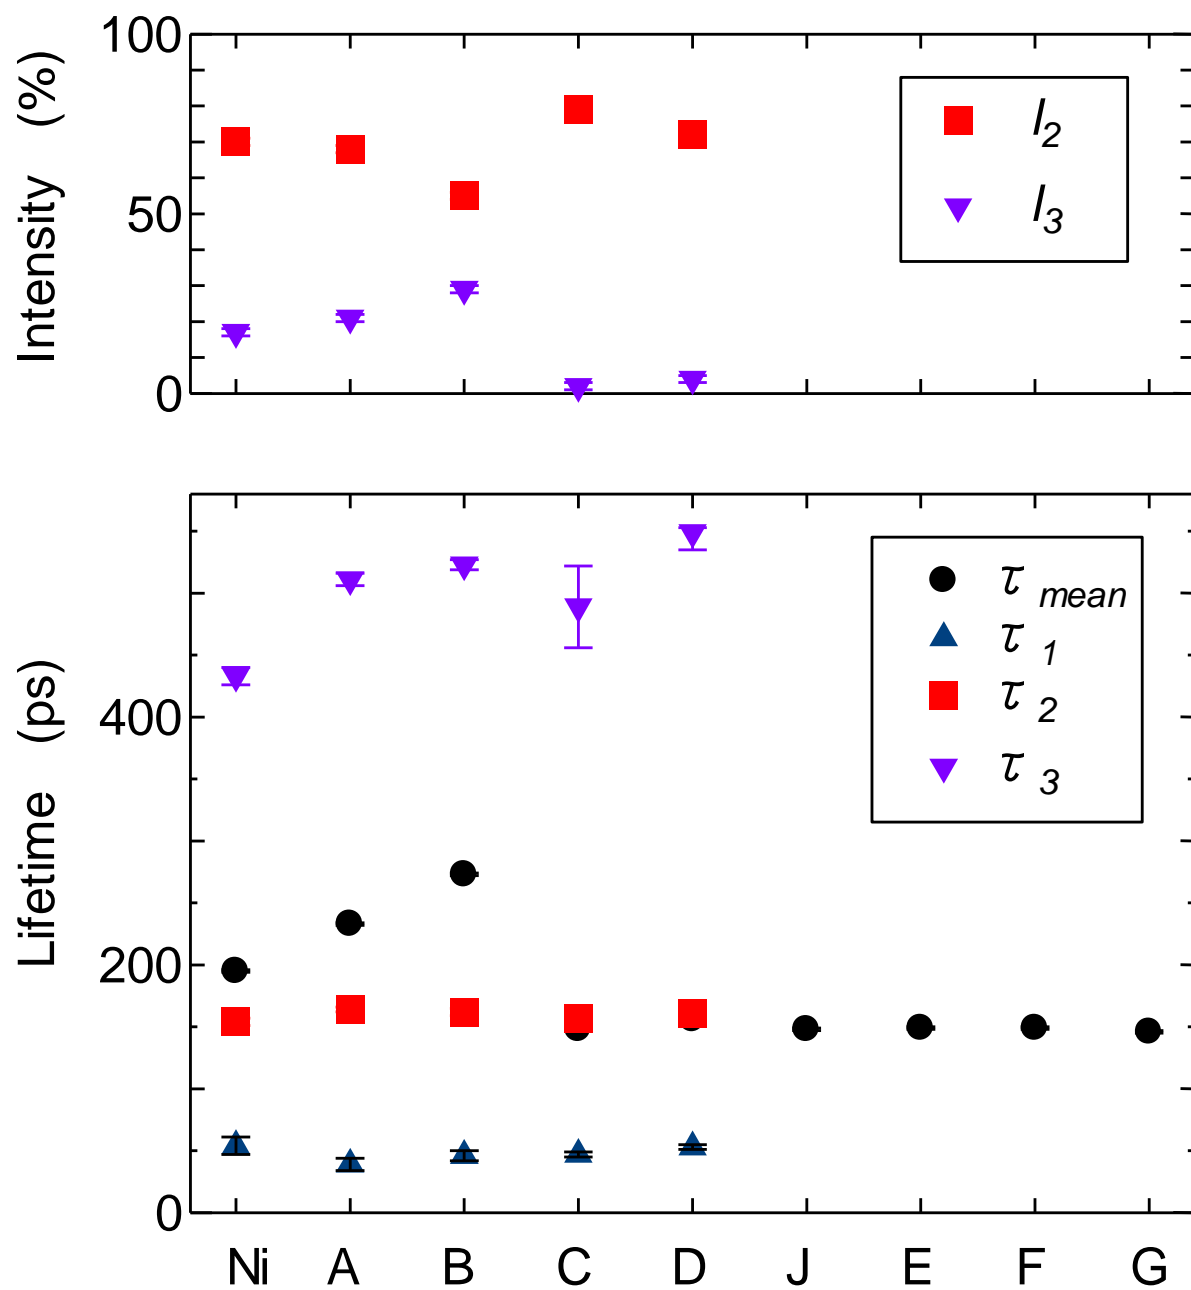 Intensity (%)
100
50
0
I2
I3
Lifetime (ps)
400
200
0
τ mean
τ 1
τ 2
τ 3
Ni A B C D J E F G